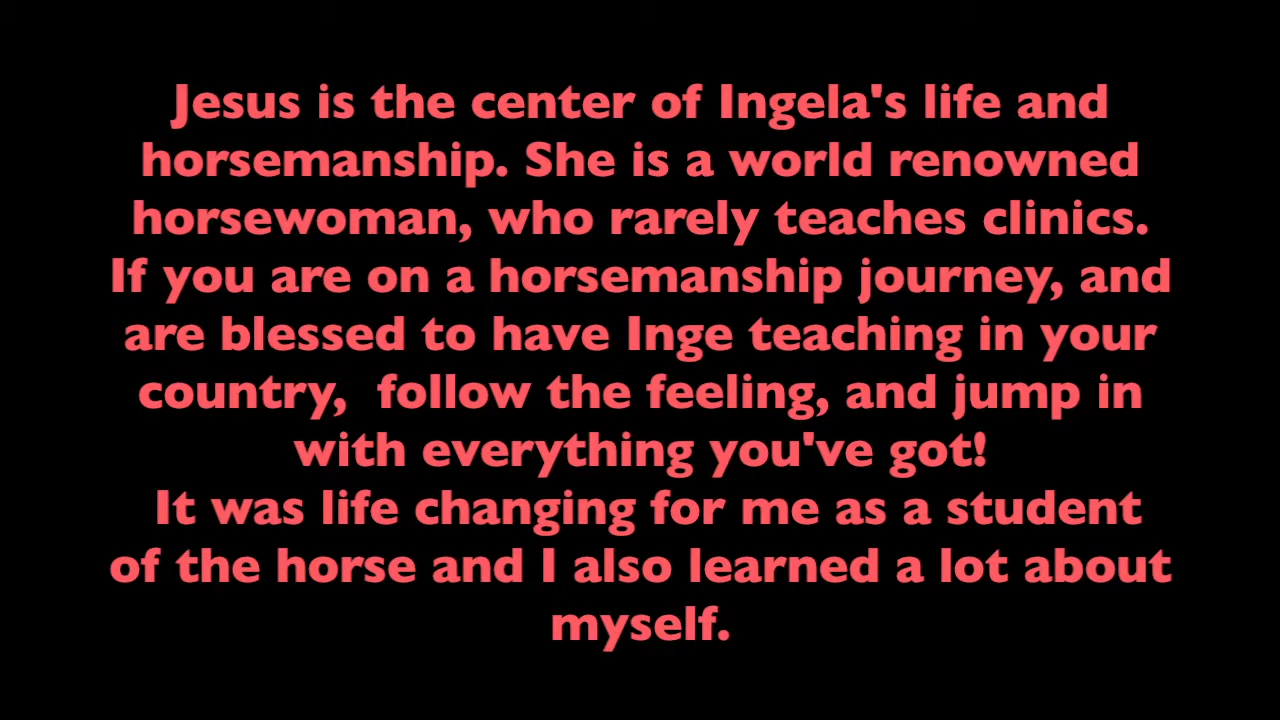 Jesus is the center of Ingela's life and
horsemanship. She is a world renowned
horsewoman, who rarely teaches clinics.
If you are on a horsemanship journey, and
are blessed to have Inge teaching in your
country,  follow the feeling, and jump in
with everything you've got!
It was life changing for me as a student
of the horse and I also learned a lot about
myself.